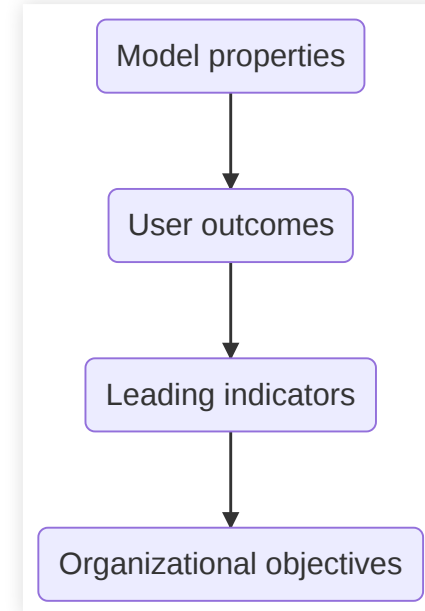 Model properties
User outcomes
Leading indicators
Organizational objectives